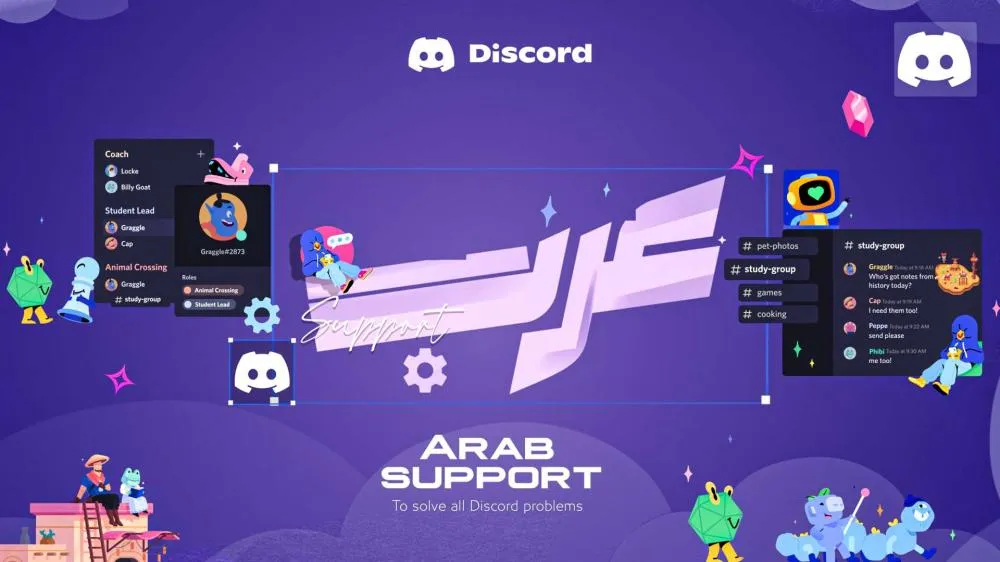 Discord
Coach
Locke
Billy Goat
Student Lead
Graggle
Cap
Animal Crossing
Graggle
# study-group
Graggle#2873
Roles
Animal Crossing
Student Lead
عرب
Support
# pet-photos
# study-group
# games
# cooking
# study-group
Graggle Today at 9:18 AM
Who's got notes from
history today?
Cap Today at 9:19 AM
I need them too!
Peppe Today at 9:22 AM
send please
Phibi Today at 9:30 AM
me too!
ARAB
SUPPORT
To solve all Discord problems